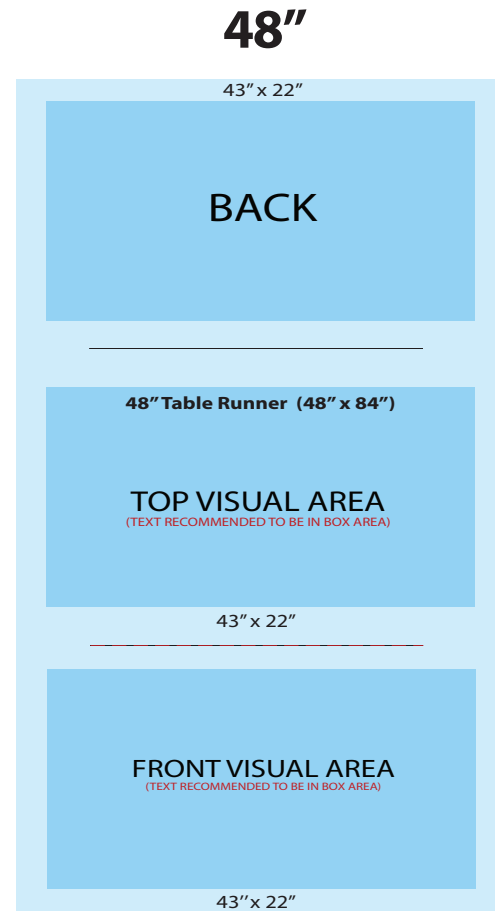 48”
43” x 22”
BACK
48” Table Runner (48” x 84”)
TOP VISUAL AREA
(TEXT RECOMMENDED TO BE IN BOX AREA)
43” x 22”
FRONT VISUAL AREA
(TEXT RECOMMENDED TO BE IN BOX AREA)
43’’ x 22”